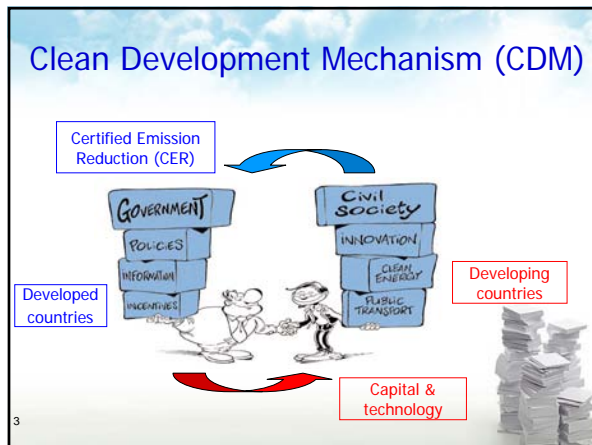 Clean Development Mechanism (CDM)
Certified Emission
Reduction (CER)
GOVERNMENT
POLICIES
INFORMATION
INCENTIVES
Civil
Society
INNOVATION
CLEAN
ENERGY
PUBLIC
TRANSPORT
Developed
countries
Developing
countries
Capital &
technology
3